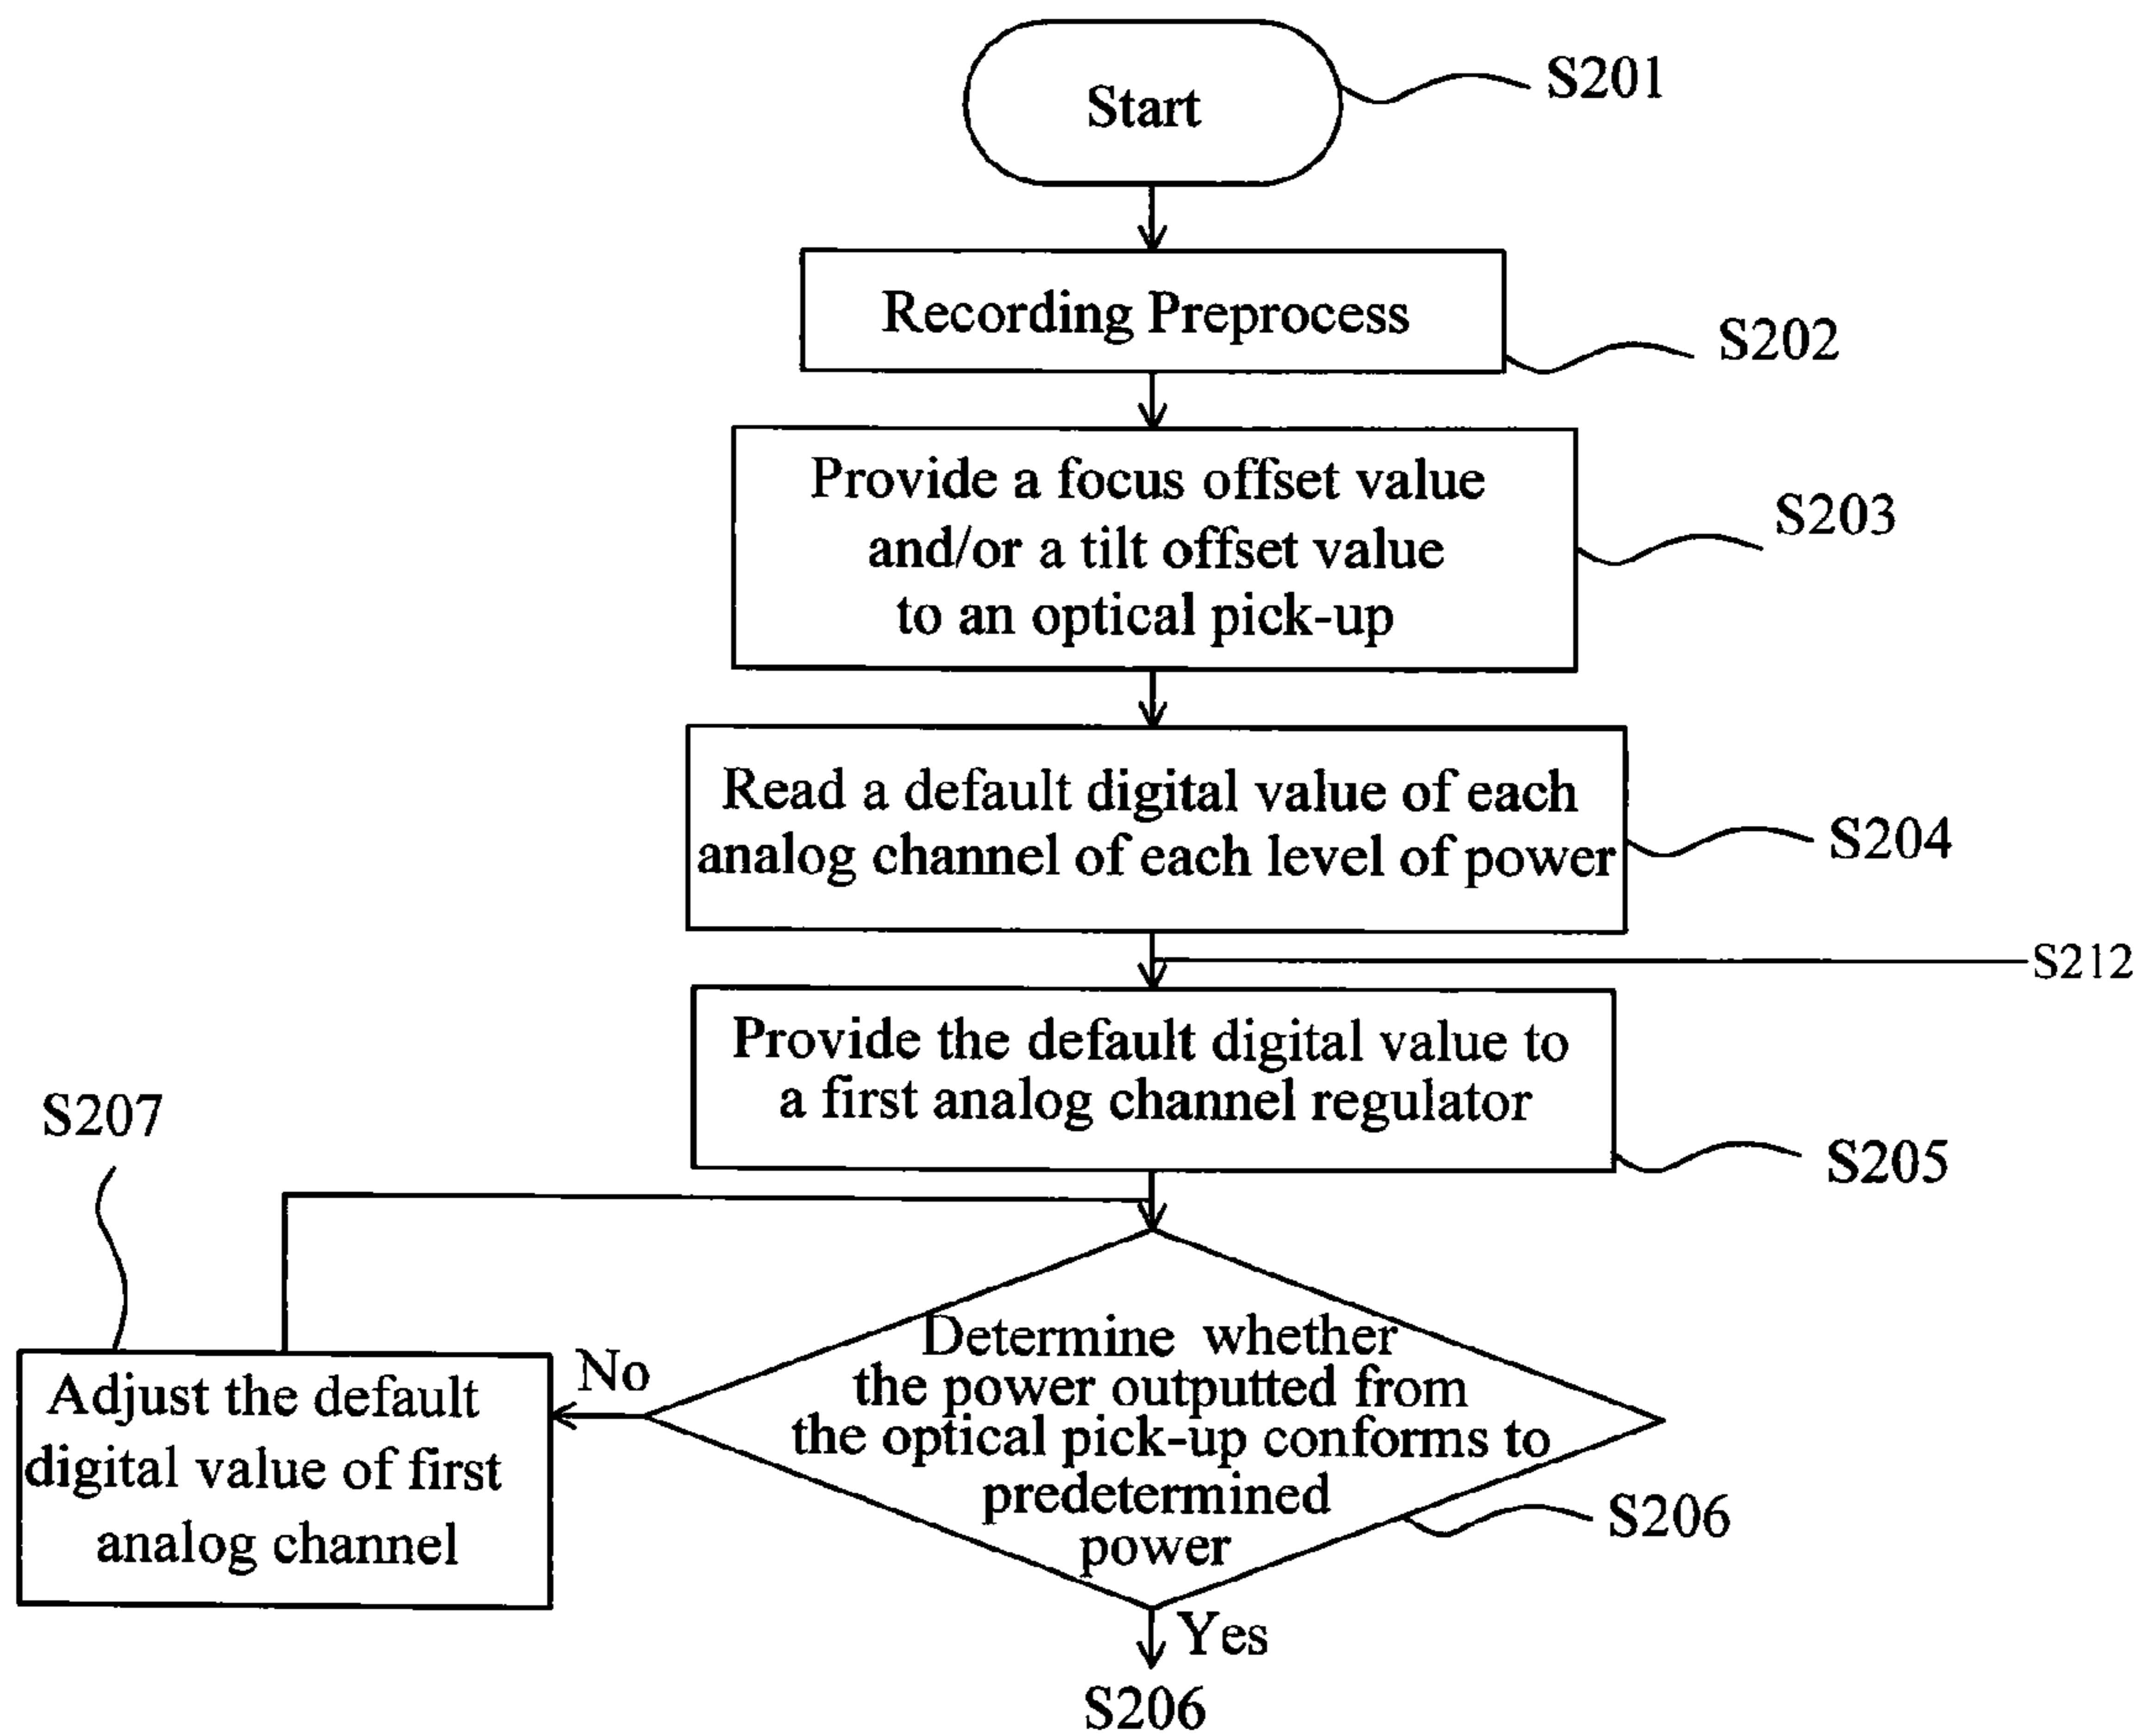 Start
S201
Recording Preprocess
S202
Provide a focus offset value
and/or a tilt offset value
to an optical pick-up
S203
Read a default digital value of each
analog channel of each level of power
S204
S212
Provide the default digital value to
a first analog channel regulator
S205
S207
Determine whether
the power outputted from
the optical pick-up conforms to
predetermined
power
S206
No
Adjust the default
digital value of first
analog channel
Yes
S206